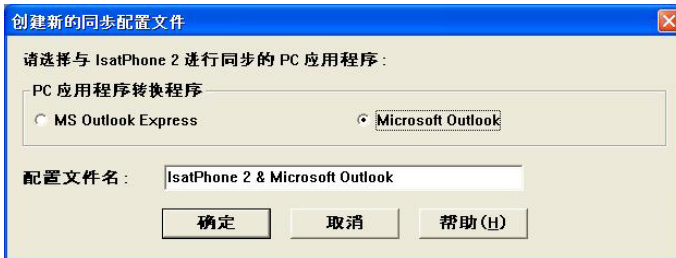 创建新的同步配置文件
请选择与 IsatPhone 2 进行同步的 PC 应用程序：
PC 应用程序转换程序
MS Outlook Express
Microsoft Outlook
配置文件名：
IsatPhone 2 & Microsoft Outlook
确定
取消
帮助(H)